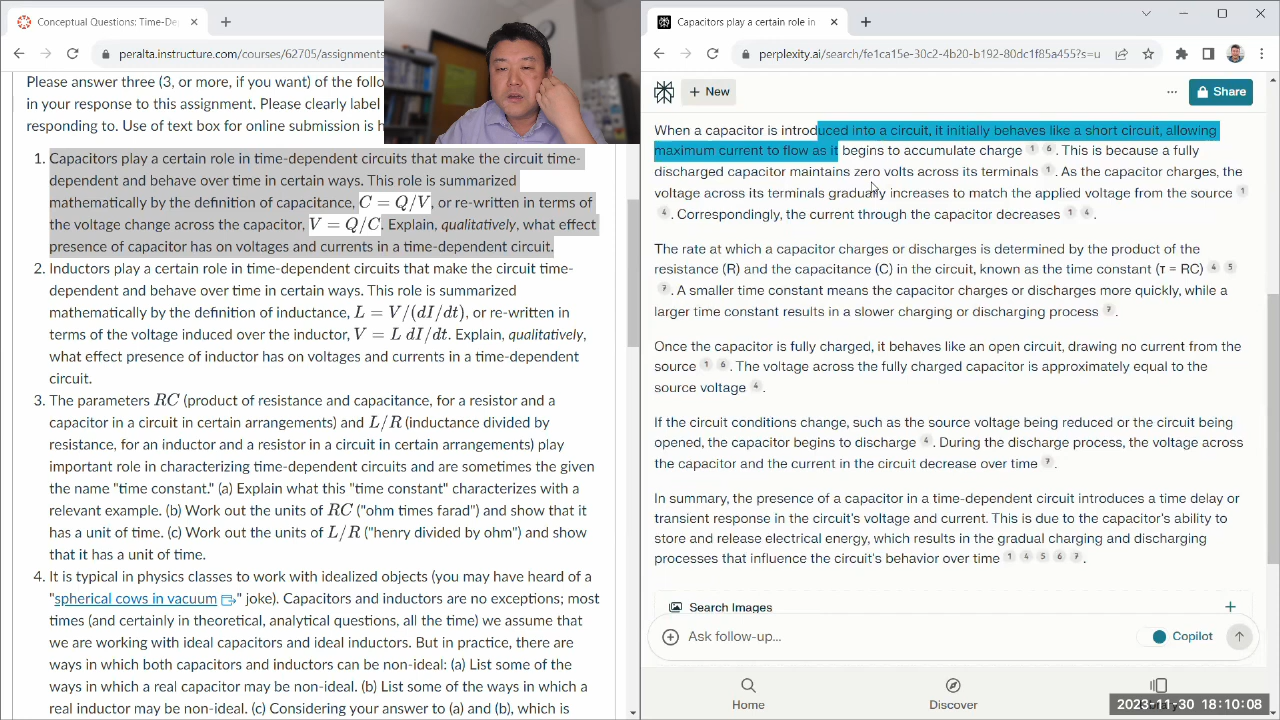 Conceptual Questions: Time-De
peralta.instructure.com/courses/62705/assignments
Please answer three (3, or more, if you want) of the follo
in your response to this assignment. Please clearly label
responding to Use of text box for online submission is h
1. Capacitors play a certain role in time-dependent circuits that make the circuit time-
dependent and behave over time in certain ways. This role is summarized
mathematically by the definition of capacitance, C = Q/V, or re-written in terms of
the voltage change across the capacitor, V = Q/C. Explain, qualitatively, what effect
presence of capacitor has on voltages and currents in a time-dependent circuit.
2. Inductors play a certain role in time-dependent circuits that make the circuit time-
dependent and behave over time in certain ways. This role is summarized
mathematically by the definition of inductance, L = V/(dI/dt), or re-written in
terms of the voltage induced over the inductor, V = L dI/dt. Explain, qualitatively,
what effect presence of inductor has on voltages and currents in a time-dependent
circuit.
3. The parameters RC (product of resistance and capacitance, for a resistor and a
capacitor in a circuit in certain arrangements) and L/R (inductance divided by
resistance, for an inductor and a resistor in a circuit in certain arrangements) play
important role in characterizing time-dependent circuits and are sometimes the given
the name "time constant." (a) Explain what this "time constant" characterizes with a
relevant example. (b) Work out the units of RC ("ohm times farad") and show that it
has a unit of time. (c) Work out the units of L/R ("henry divided by ohm") and show
that it has a unit of time.
4. It is typical in physics classes to work with idealized objects (you may have heard of a
"spherical cows in vacuum" joke). Capacitors and inductors are no exceptions; most
times (and certainly in theoretical, analytical questions, all the time) we assume that
we are working with ideal capacitors and ideal inductors. But in practice, there are
ways in which both capacitors and inductors can be non-ideal: (a) List some of the
ways in which a real capacitor may be non-ideal. (b) List some of the ways in which a
real inductor may be non-ideal. (c) Considering your answer to (a) and (b), which is
Capacitors play a certain role in
perplexity.ai/search/fe1ca15e-30c2-4b20-b192-80dc1f85a455?s=u
+ New
Share
When a capacitor is introduced into a circuit, it initially behaves like a short circuit, allowing
maximum current to flow as it begins to accumulate charge 1 6. This is because a fully
discharged capacitor maintains zero volts across its terminals 1. As the capacitor charges, the
voltage across its terminals gradually increases to match the applied voltage from the source 1
4. Correspondingly, the current through the capacitor decreases 1 4.
The rate at which a capacitor charges or discharges is determined by the product of the
resistance (R) and the capacitance (C) in the circuit, known as the time constant (τ = RC) 4 5
7. A smaller time constant means the capacitor charges or discharges more quickly, while a
larger time constant results in a slower charging or discharging process 7.
Once the capacitor is fully charged, it behaves like an open circuit, drawing no current from the
source 1 6. The voltage across the fully charged capacitor is approximately equal to the
source voltage 4.
If the circuit conditions change, such as the source voltage being reduced or the circuit being
opened, the capacitor begins to discharge 4. During the discharge process, the voltage across
the capacitor and the current in the circuit decrease over time 7.
In summary, the presence of a capacitor in a time-dependent circuit introduces a time delay or
transient response in the circuit's voltage and current. This is due to the capacitor's ability to
store and release electrical energy, which results in the gradual charging and discharging
processes that influence the circuit's behavior over time 1 4 5 6 7.
Search Images
Ask follow-up...
Copilot
Home
Discover
2023-11-30 18:10:08